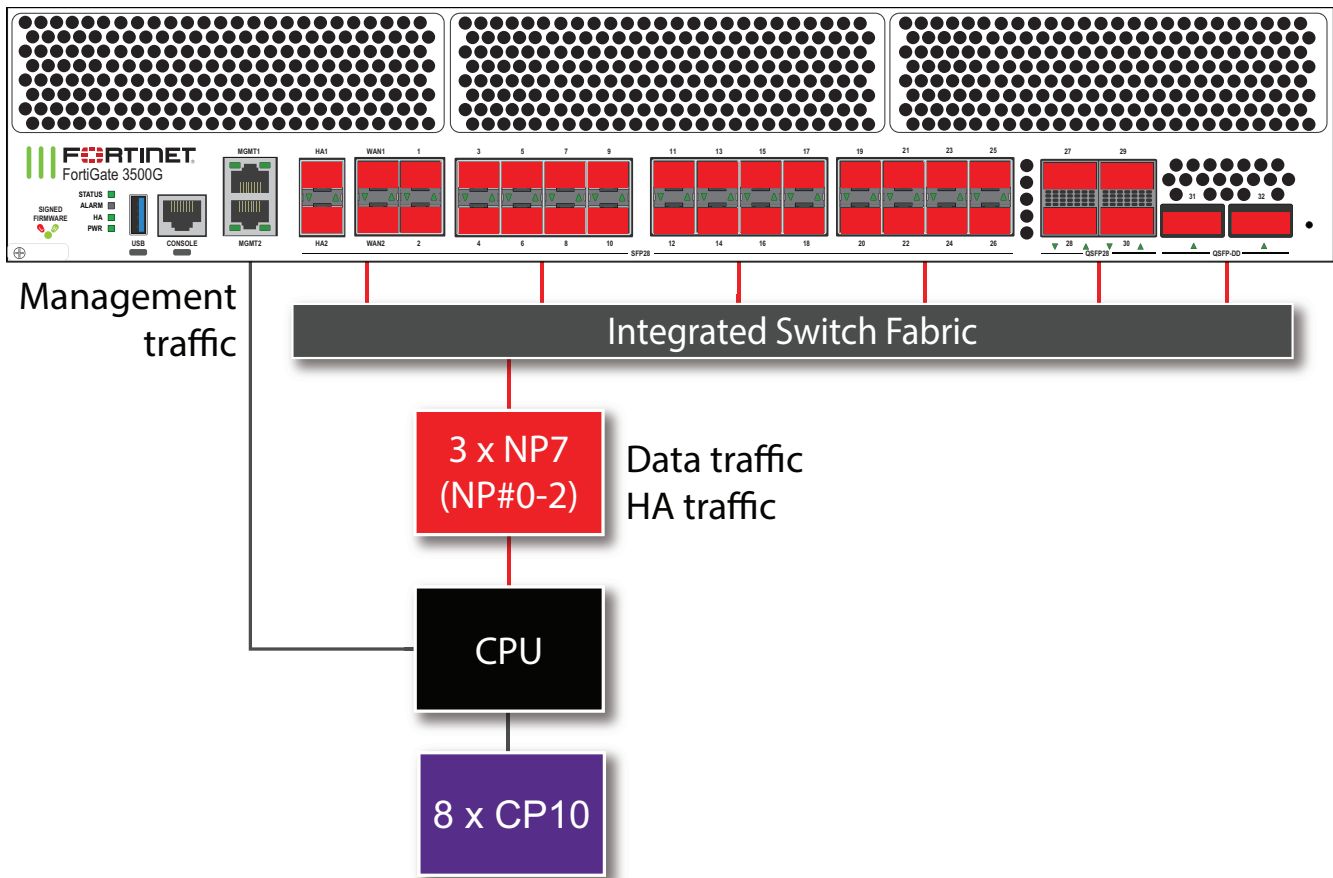 FORTINET
FortiGate 3500G
STATUS
ALARM
HA
PWR
SIGNED
FIRMWARE
USB
CONSOLE
MGMT1
MGMT2
HA1 WAN1 1 3 5 7 9 11 13 15 17 19 21 23 25 27 29
31 32
HA2 WAN2 2 4 6 8 10 12 14 16 18 20 22 24 26 28 30
SFP28 QSFP28 QSFP-DD
Management
traffic
Integrated Switch Fabric
3 x NP7
(NP#0-2)
Data traffic
HA traffic
CPU
8 x CP10